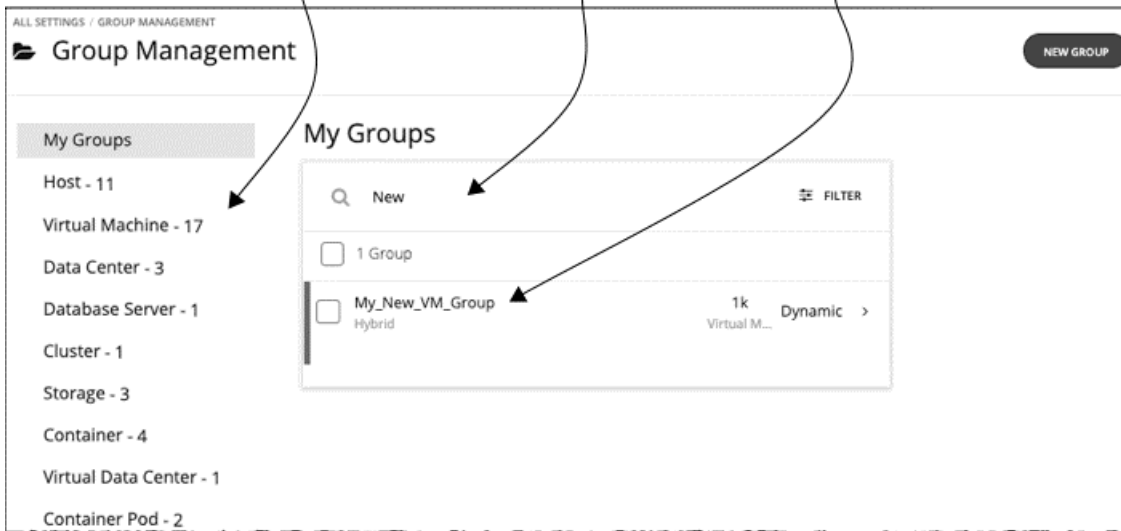 ALL SETTINGS / GROUP MANAGEMENT
Group Management
NEW GROUP
My Groups
Host - 11
Virtual Machine - 17
Data Center - 3
Database Server - 1
Cluster - 1
Storage - 3
Container - 4
Virtual Data Center - 1
Container Pod - 2
My Groups
New
FILTER
1 Group
My_New_VM_Group
Hybrid
1k
Virtual M...
Dynamic